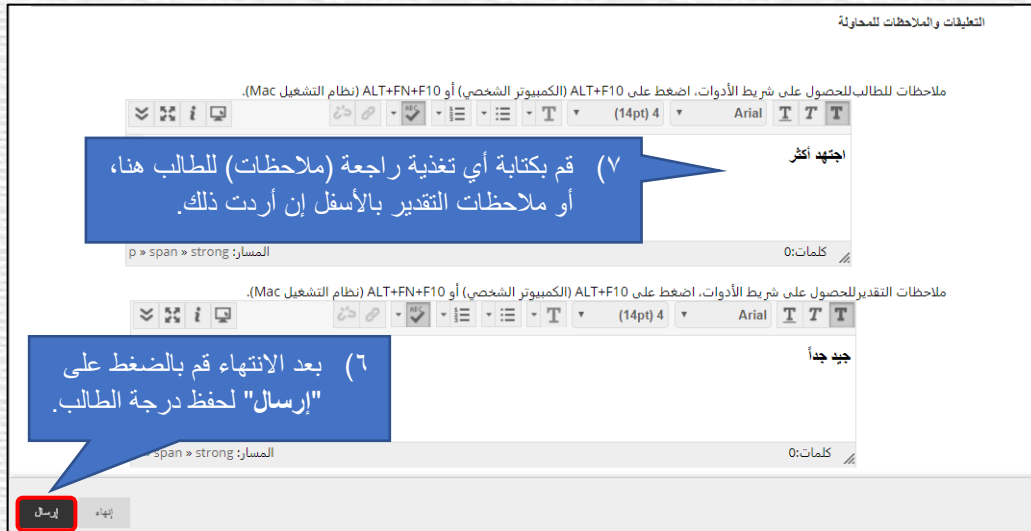 التعليقات والملاحظات للمحاولة
ملاحظات للطالبللحصول على شريط الأدوات، اضغط على ALT+F10 (الكمبيوتر الشخصي) أو ALT+FN+F10 (نظام التشغيل Mac).
T T T Arial 4 (14pt) T
اجتهد أكثر
٧) قم بكتابة أي تغذية راجعة (ملاحظات) للطالب هنا،
أو ملاحظات التقدير بالأسفل إن أردت ذلك.
المسار: p » span » strong كلمات:0
ملاحظات التقديرللحصول على شريط الأدوات، اضغط على ALT+F10 (الكمبيوتر الشخصي) أو ALT+FN+F10 (نظام التشغيل Mac).
T T T Arial 4 (14pt) T
جيد جداً
٦) بعد الانتهاء قم بالضغط على
"إرسال" لحفظ درجة الطالب.
المسار: span » strong كلمات:0
إنهاء إرسال